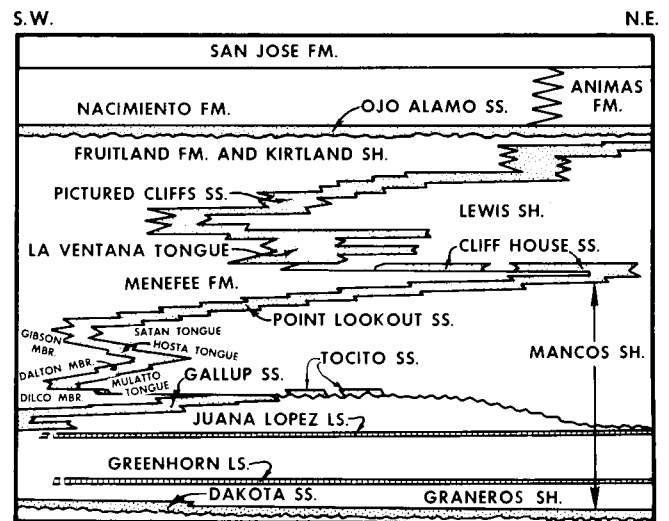 S.W. N.E.
SAN JOSE FM.
NACIMIENTO FM.
ANIMAS
FM.
OJO ALAMO SS.
FRUITLAND FM. AND KIRTLAND SH.
PICTURED CLIFFS SS.
LEWIS SH.
LA VENTANA TONGUE
CLIFF HOUSE SS.
MENEFEE FM.
POINT LOOKOUT SS.
GIBSON
MBR.
SATAN TONGUE
HOSTA TONGUE
MANCOS SH.
DALTON MBR.
MULATTO
TONGUE
TOCITO SS.
GALLUP SS.
DILCO MBR.
JUANA LOPEZ LS.
GREENHORN LS.
DAKOTA SS.
GRANEROS SH.